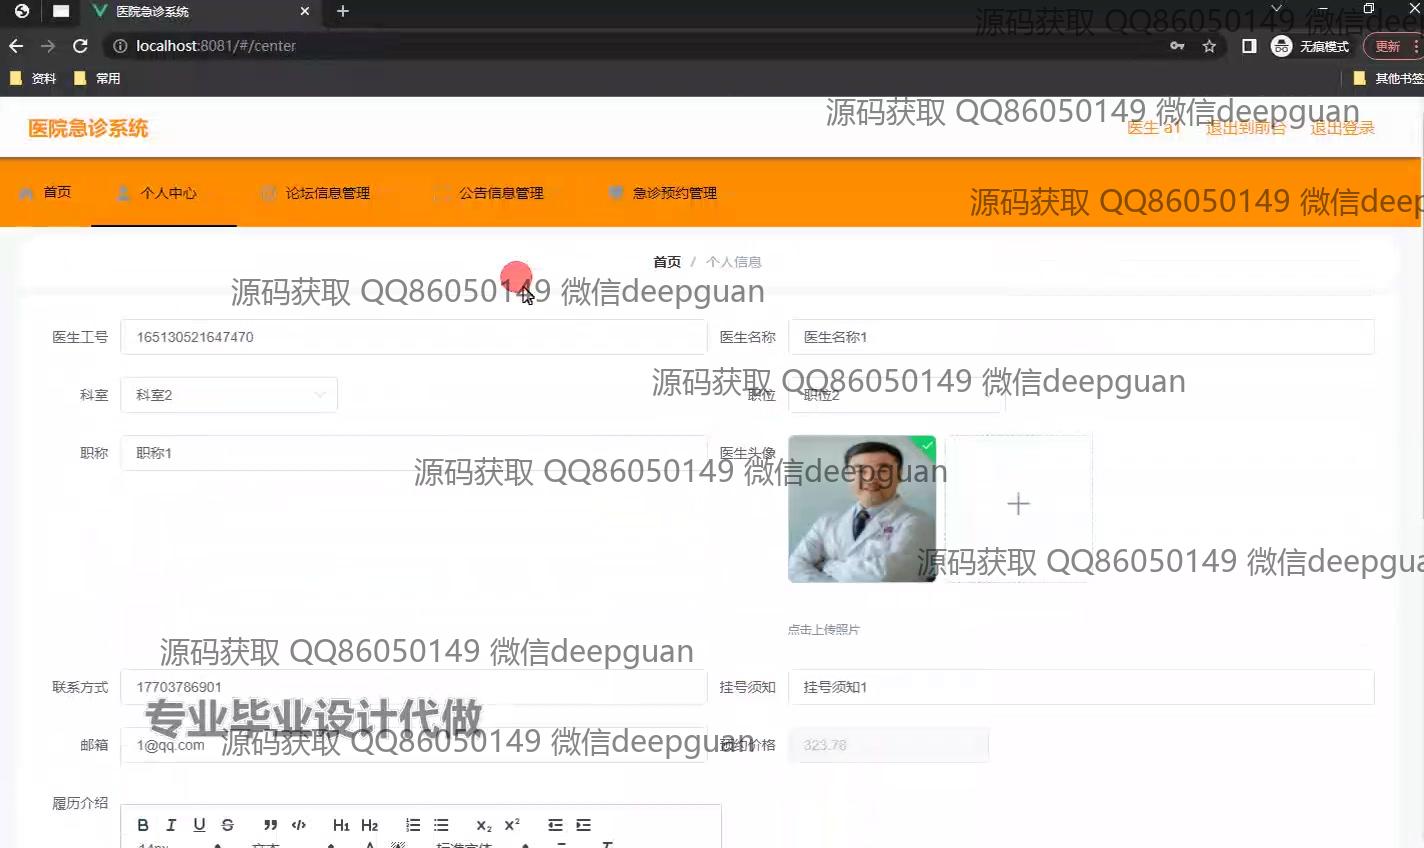 医院急诊系统
localhost:8081/#/center
无痕模式
更新
资料
常用
其他书签
源码获取 QQ86050149 微信deep
医院急诊系统
源码获取 QQ86050149 微信deepguan
医生 a1
退出到前台
退出登录
首页
个人中心
论坛信息管理
公告信息管理
急诊预约管理
源码获取 QQ86050149 微信deep
首页 / 个人信息
源码获取 QQ86050149 微信deepguan
医生工号 165130521647470
医生名称 医生名称1
源码获取 QQ86050149 微信deepguan
科室 科室2
职位 职位2
职称 职称1
医生头像
源码获取 QQ86050149 微信deepguan
源码获取 QQ86050149 微信deepgua
点击上传照片
源码获取 QQ86050149 微信deepguan
联系方式 17703786901
挂号须知 挂号须知1
专业毕业设计代做
邮箱 1@qq.com
源码获取 QQ86050149 微信deepguan
预约价格 323.78
履历介绍
B I U S H1 H2 X2 X2
14px 文本 标准字体